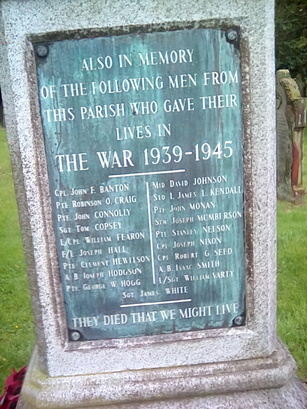 ALSO IN MEMORY
OF THE FOLLOWING MEN FROM
THIS PARISH WHO GAVE THEIR
LIVES IN
THE WAR 1939-1945
CPL JOHN F. BANTON
PTE ROBINSON O. CRAIG
PTE JOHN CONNOLLY
SGT TOM COPSEY
L/CPL WILLIAM FEARON
F/L JOSEPH HALL
PTE CLEMENT HEWITSON
A.B JOSEPH HODGSON
PTE GEORGE W HOGG
MID DAVID JOHNSON
STO 1. JAMES L. KENDALL
PTE JOHN MONAN
STW JOSEPH MUMBERSON
PTE STANLEY NELSON
CPL JOSEPH NIXON
CPL ROBERT G SEED
A.B ISAAC SMITH
L/SGT WILLIAM SARTY
SGT JAMES WHITE
THEY DIED THAT WE MIGHT LIVE